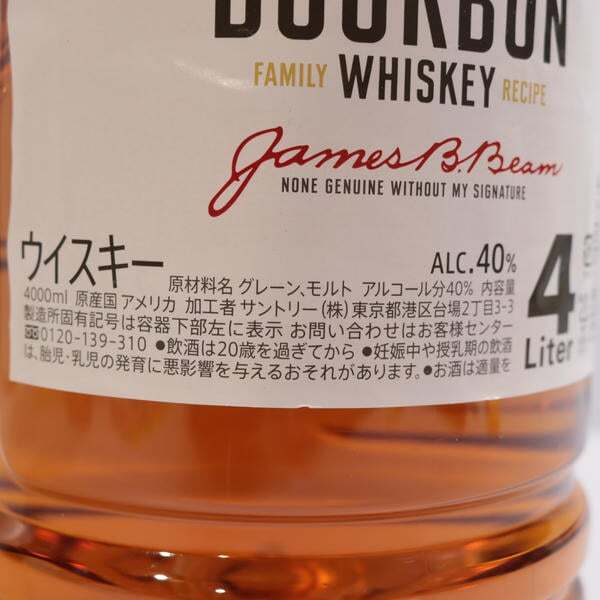 BOURBON
FAMILY WHISKEY RECIPE
James B. Beam
NONE GENUINE WITHOUT MY SIGNATURE
ウイスキー
ALC.40%
4
Liter
原材料名 グレーン、モルト アルコール分40% 内容量
4000ml 原産国 アメリカ 加工者 サントリー(株) 東京都港区台場2丁目3-3
製造所固有記号は容器下部左に表示 お問い合わせはお客様センター
0120-139-310 ●飲酒は20歳を過ぎてから ●妊娠中や授乳期の飲酒
は、胎児・乳児の発育に悪影響を与えるおそれがあります。●お酒は適量を